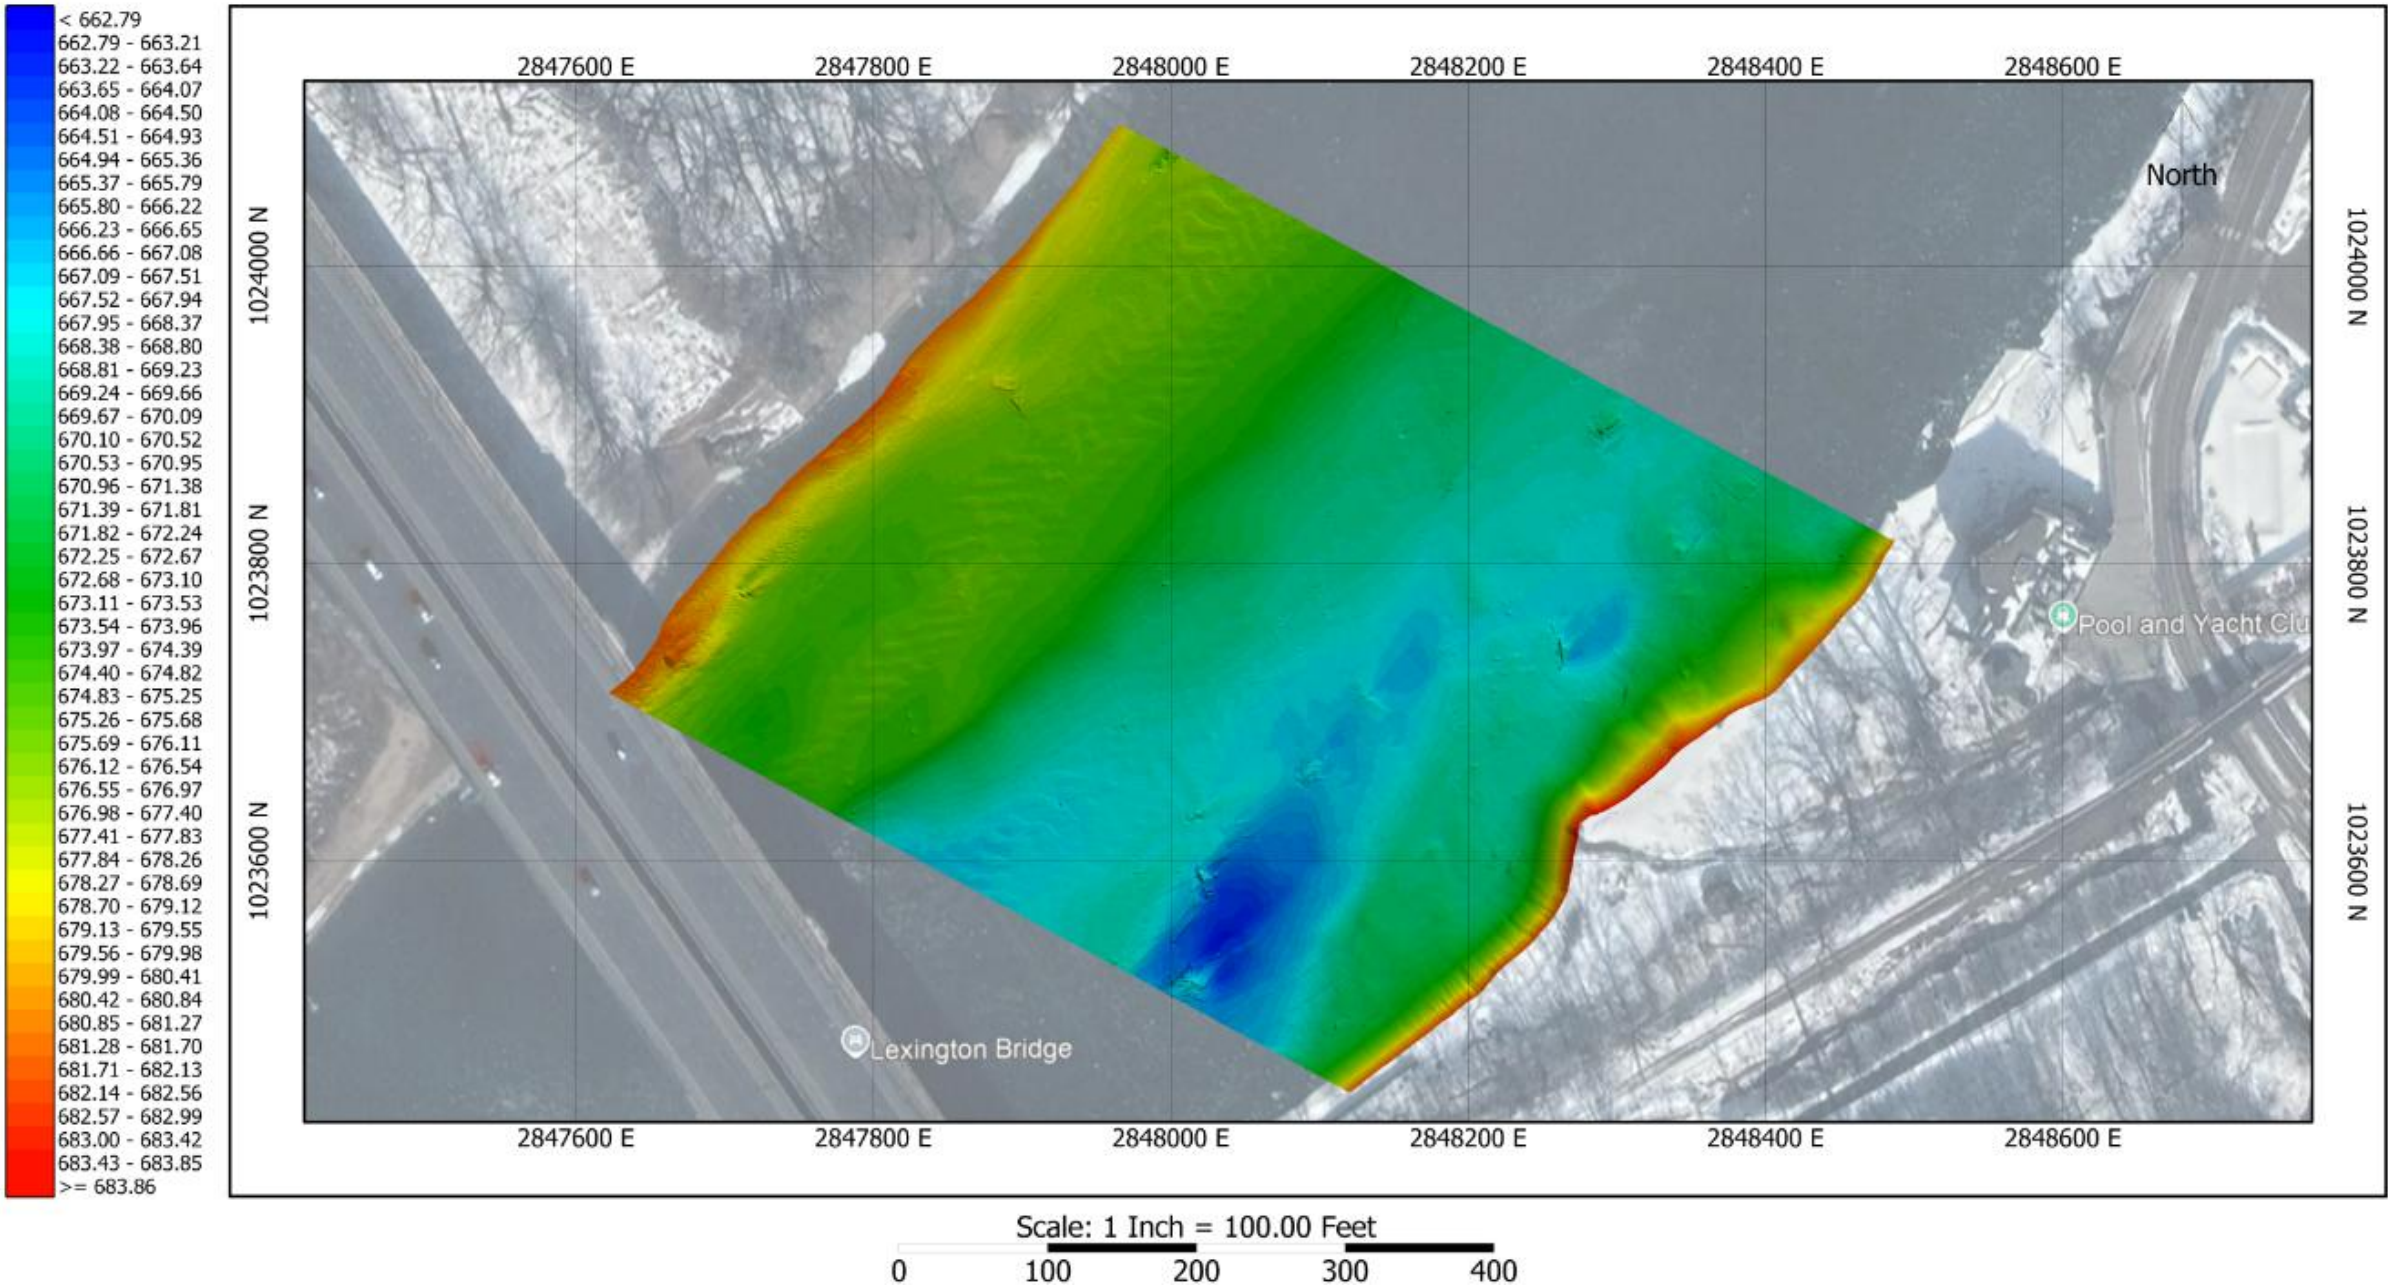 < 662.79
662.79 - 663.21
663.22 - 663.64
663.65 - 664.07
664.08 - 664.50
664.51 - 664.93
664.94 - 665.36
665.37 - 665.79
665.80 - 666.22
666.23 - 666.65
666.66 - 667.08
667.09 - 667.51
667.52 - 667.94
667.95 - 668.37
668.38 - 668.80
668.81 - 669.23
669.24 - 669.66
669.67 - 670.09
670.10 - 670.52
670.53 - 670.95
670.96 - 671.38
671.39 - 671.81
671.82 - 672.24
672.25 - 672.67
672.68 - 673.10
673.11 - 673.53
673.54 - 673.96
673.97 - 674.39
674.40 - 674.82
674.83 - 675.25
675.26 - 675.68
675.69 - 676.11
676.12 - 676.54
676.55 - 676.97
676.98 - 677.40
677.41 - 677.83
677.84 - 678.26
678.27 - 678.69
678.70 - 679.12
679.13 - 679.55
679.56 - 679.98
679.99 - 680.41
680.42 - 680.84
680.85 - 681.27
681.28 - 681.70
681.71 - 682.13
682.14 - 682.56
682.57 - 682.99
683.00 - 683.42
683.43 - 683.85
>= 683.86
2847600 E 2847800 E 2848000 E 2848200 E 2848400 E 2848600 E
1024000 N
1023800 N
1023600 N
North
Pool and Yacht Clu
Lexington Bridge
1024000 N
1023800 N
1023600 N
2847600 E 2847800 E 2848000 E 2848200 E 2848400 E 2848600 E
Scale: 1 Inch = 100.00 Feet
0 100 200 300 400